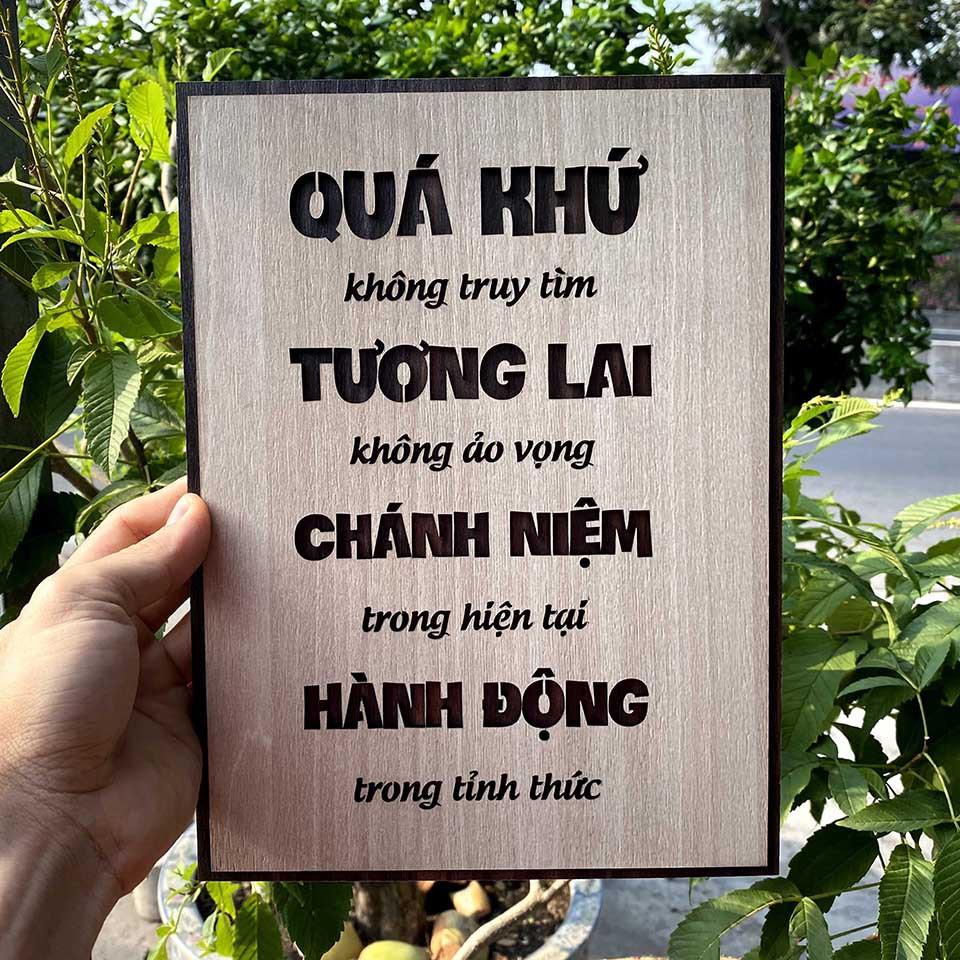 QUÁ KHỨ
không truy tìm
TƯƠNG LAI
không ảo vọng
CHÁNH NIỆM
trong hiện tại
HÀNH ĐỘNG
trong tỉnh thức